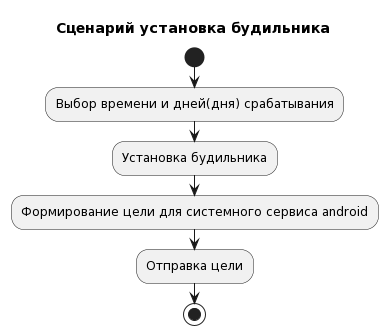 Сценарий установка будильника
Выбор времени и дней(дня) срабатывания
Установка будильника
Формирование цели для системного сервиса android
Отправка цели